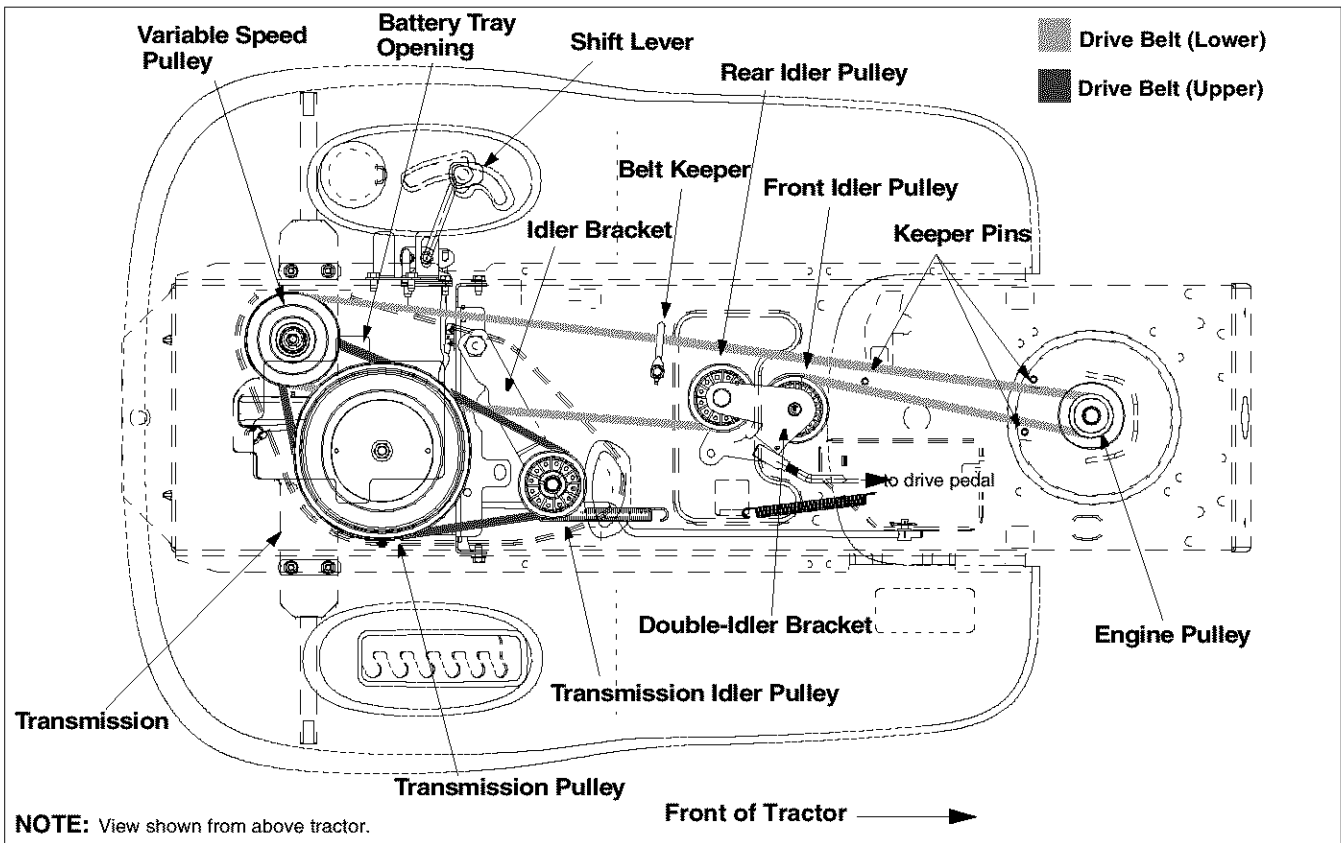 Variable Speed
Pulley
Battery Tray
Opening
Shift Lever
Rear Idler Pulley
Drive Belt (Lower)
Drive Belt (Upper)
Belt Keeper
Front Idler Pulley
Idler Bracket
Keeper Pins
to drive pedal
Double-Idler Bracket
Engine Pulley
Transmission Idler Pulley
Transmission
Transmission Pulley
Front of Tractor
NOTE: View shown from above tractor.